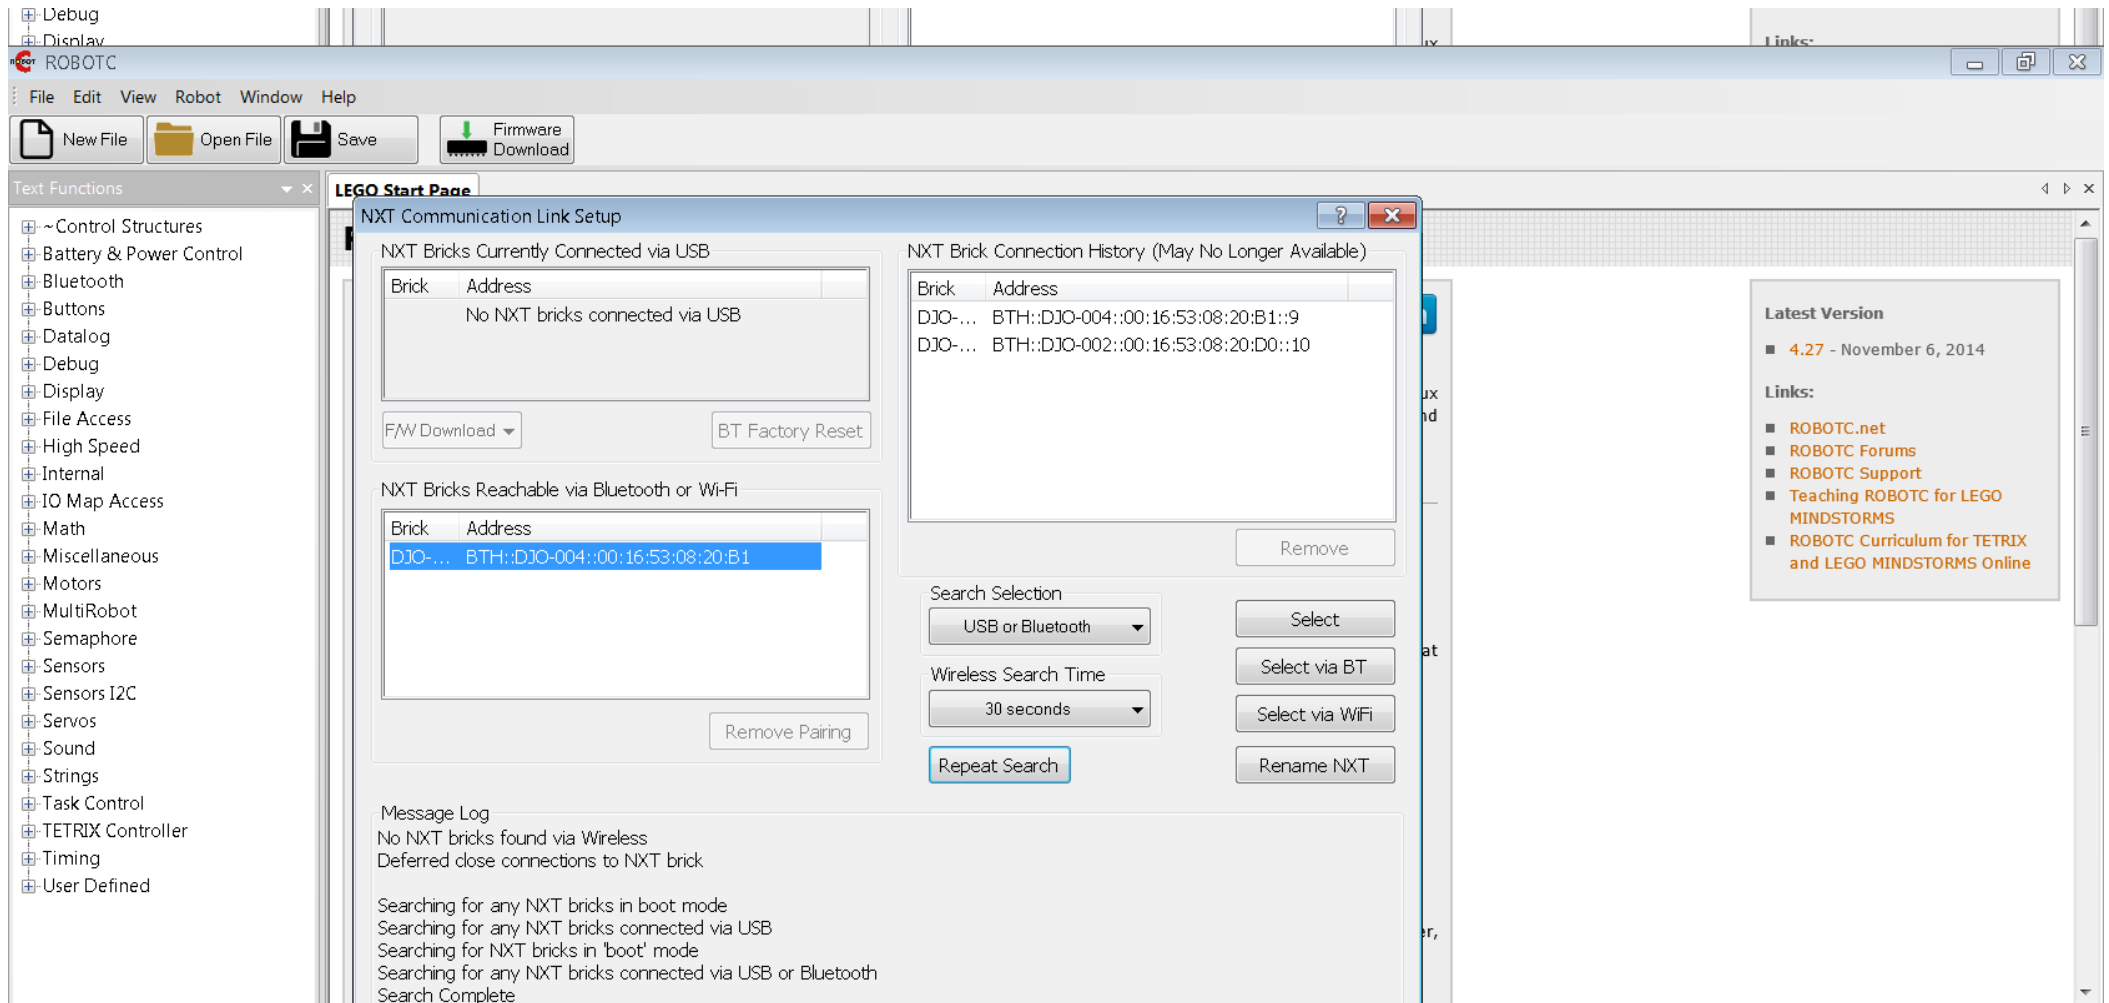 Debug
Display
Links:
ROBOTC
File Edit View Robot Window Help
New File
Open File
Save
Firmware
Download
Text Functions
LEGO Start Page
~Control Structures
Battery & Power Control
Bluetooth
Buttons
Datalog
Debug
Display
File Access
High Speed
Internal
IO Map Access
Math
Miscellaneous
Motors
MultiRobot
Semaphore
Sensors
Sensors I2C
Servos
Sound
Strings
Task Control
TETRIX Controller
Timing
User Defined
NXT Communication Link Setup
NXT Bricks Currently Connected via USB
Brick Address
No NXT bricks connected via USB
F/W Download
BT Factory Reset
NXT Bricks Reachable via Bluetooth or Wi-Fi
Brick Address
DJO-... BTH::DJO-004::00:16:53:08:20:B1
Remove Pairing
NXT Brick Connection History (May No Longer Available)
Brick Address
DJO-... BTH::DJO-004::00:16:53:08:20:B1::9
DJO-... BTH::DJO-002::00:16:53:08:20:D0::10
Remove
Search Selection
USB or Bluetooth
Wireless Search Time
30 seconds
Repeat Search
Select
Select via BT
Select via WiFi
Rename NXT
Message Log
No NXT bricks found via Wireless
Deferred close connections to NXT brick
Searching for any NXT bricks in boot mode
Searching for any NXT bricks connected via USB
Searching for NXT bricks in 'boot' mode
Searching for any NXT bricks connected via USB or Bluetooth
Search Complete
at
Latest Version
4.27 - November 6, 2014
Links:
ROBOTC.net
ROBOTC Forums
ROBOTC Support
Teaching ROBOTC for LEGO
MINDSTORMS
ROBOTC Curriculum for TETRIX
and LEGO MINDSTORMS Online